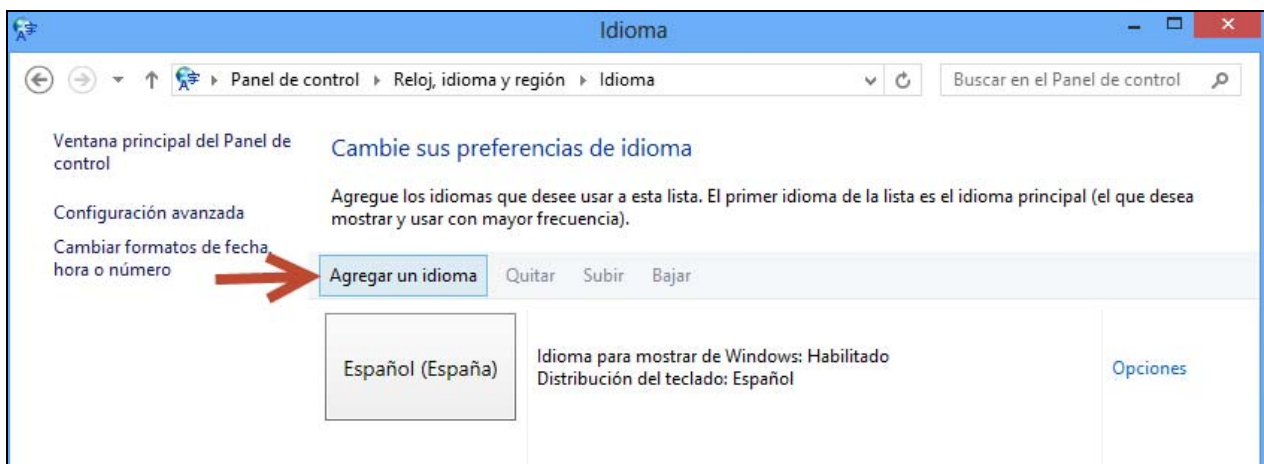 Idioma
Panel de control Reloj, idioma y región Idioma
Buscar en el Panel de control
Ventana principal del Panel de
control
Configuración avanzada
Cambiar formatos de fecha,
hora o número
Cambie sus preferencias de idioma
Agregue los idiomas que desee usar a esta lista. El primer idioma de la lista es el idioma principal (el que desea
mostrar y usar con mayor frecuencia).
Agregar un idioma Quitar Subir Bajar
Español (España)
Idioma para mostrar de Windows: Habilitado
Distribución del teclado: Español
Opciones